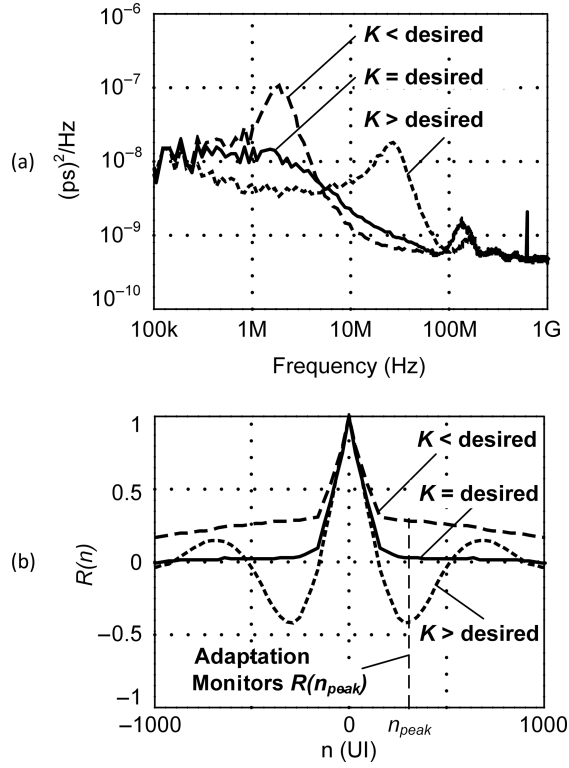 10–6
K < desired
10–7
K = desired
K > desired
(a)
(ps)2/Hz
10–8
10–9
10–10
100k 1M 10M 100M 1G
Frequency (Hz)
1
K < desired
K = desired
0.5
(b)
R(n)
0
K > desired
–0.5
Adaptation
Monitors R(npeak)
–1
–1000 0 npeak 1000
n (UI)